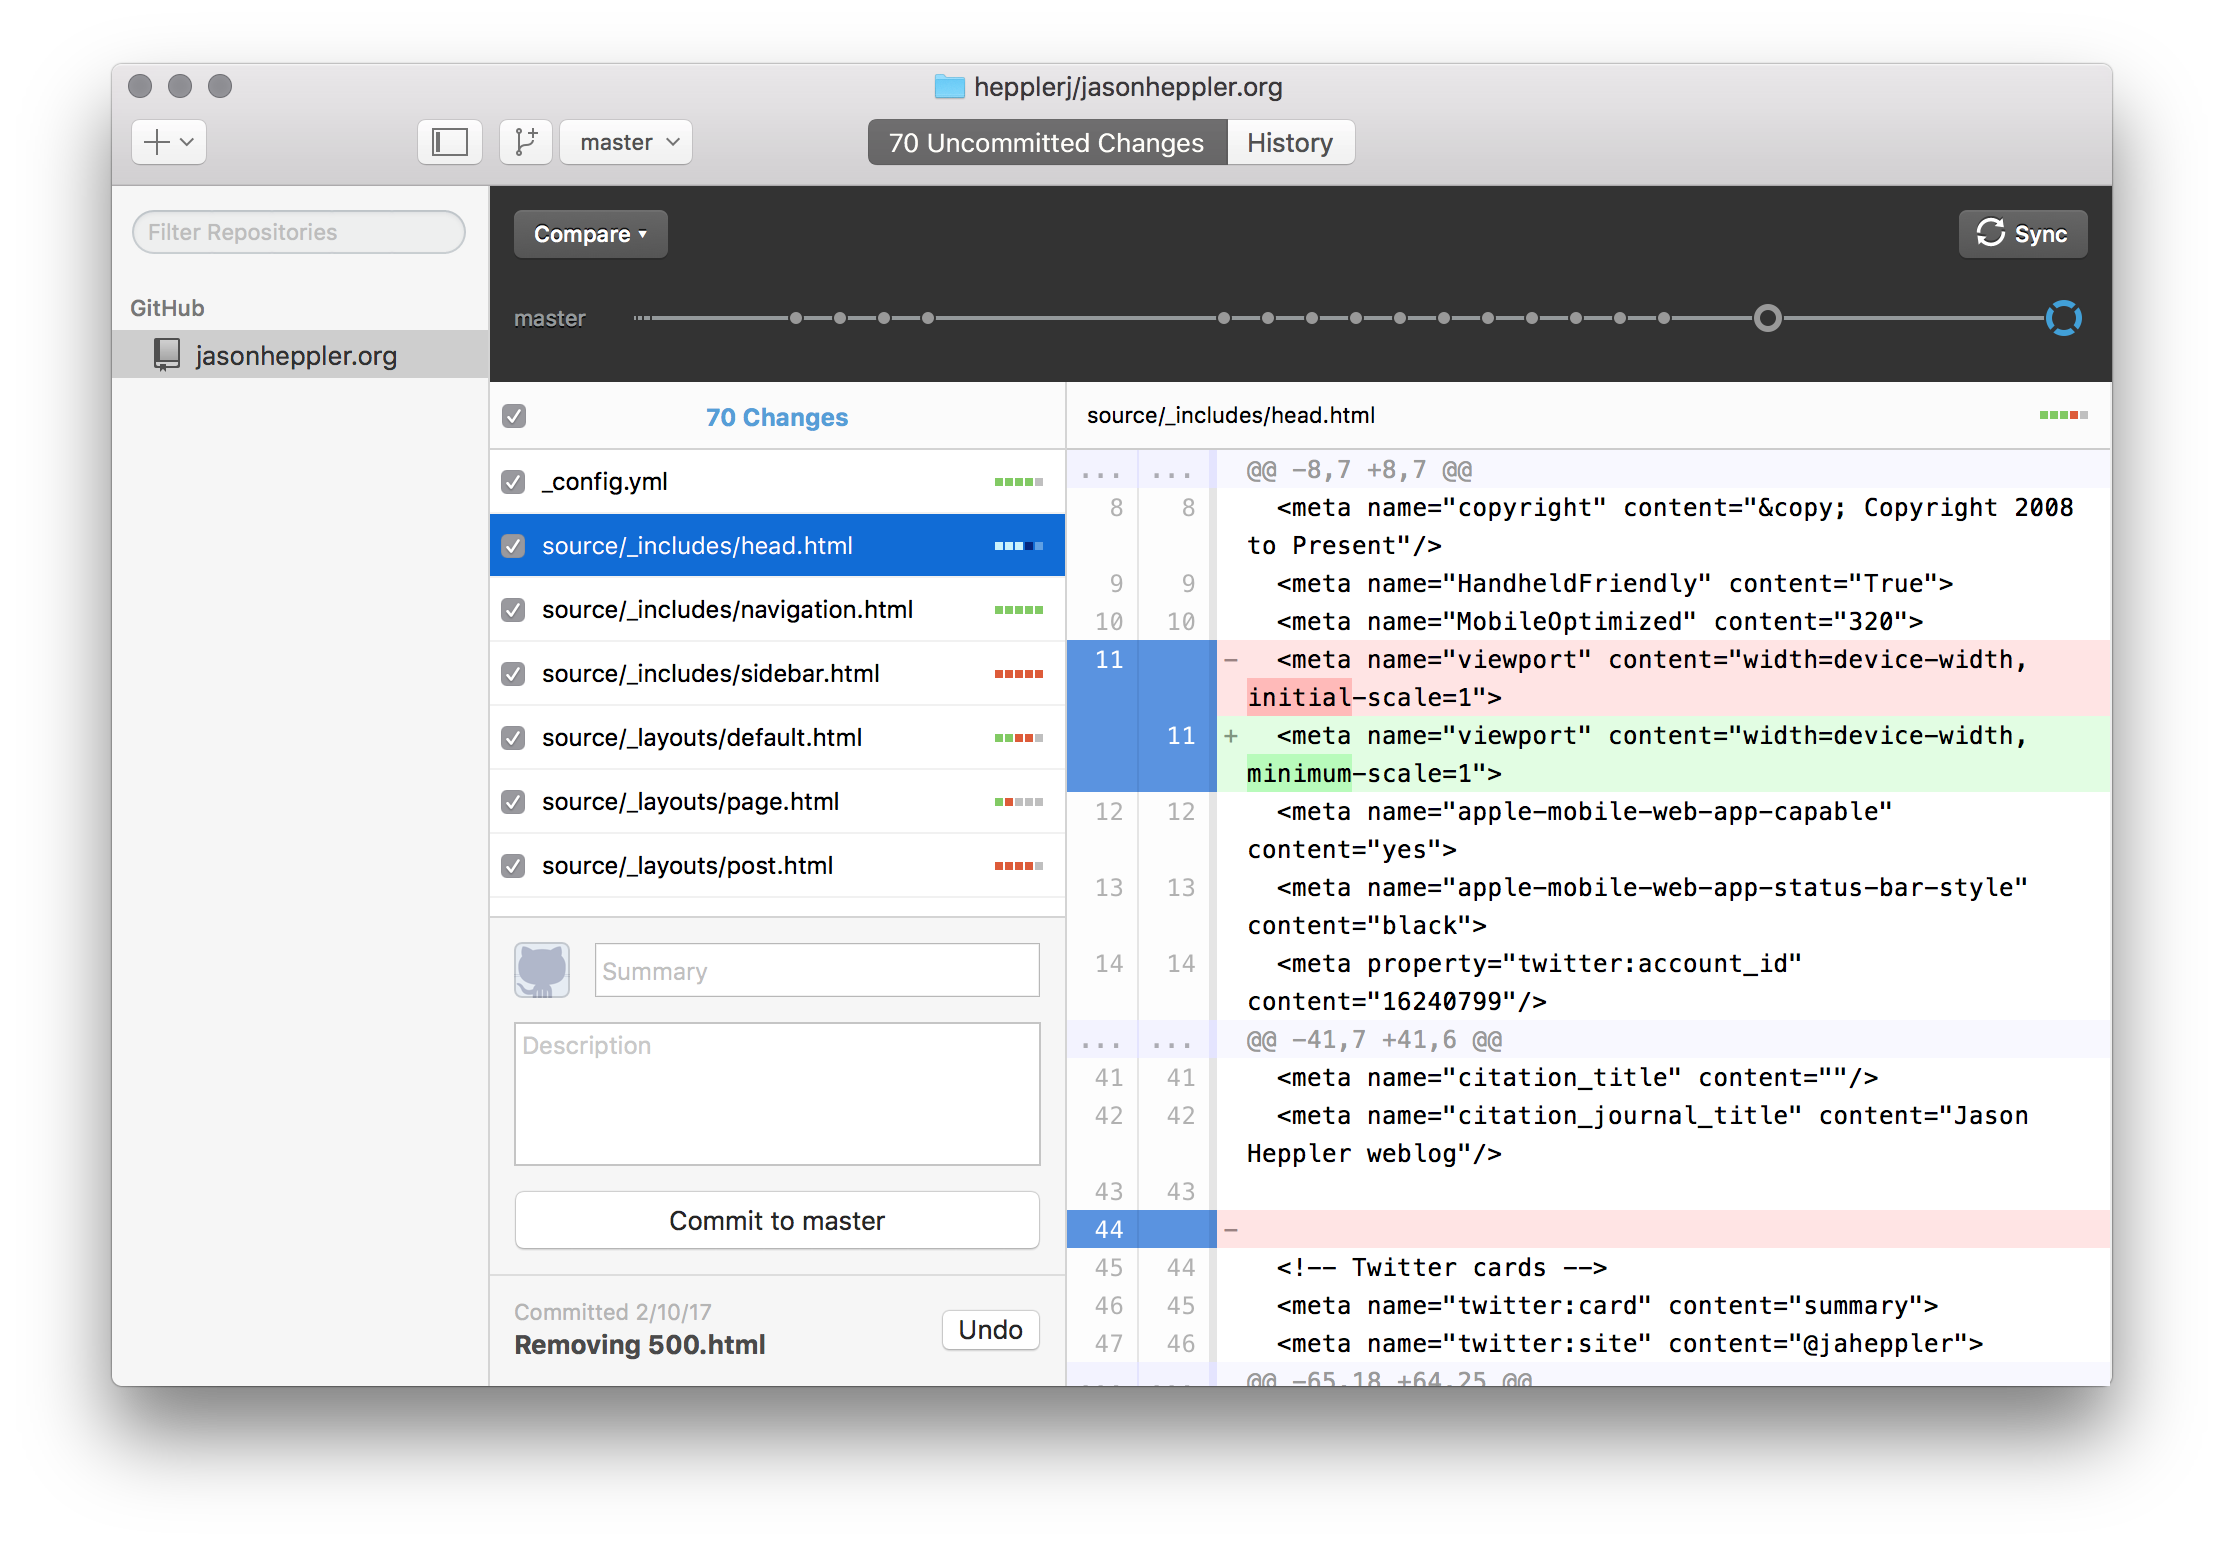 hepplerj/jasonheppler.org
master
70 Uncommitted Changes
History
Filter Repositories
GitHub
jasonheppler.org
Compare
Sync
master
70 Changes
_config.yml
source/_includes/head.html
source/_includes/navigation.html
source/_includes/sidebar.html
source/_layouts/default.html
source/_layouts/page.html
source/_layouts/post.html
Summary
Description
Commit to master
Committed 2/10/17
Removing 500.html
Undo
source/_includes/head.html
... ... @@ -8,7 +8,7 @@
8 8 <meta name="copyright" content="&copy; Copyright 2008
to Present"/>
9 9 <meta name="HandheldFriendly" content="True">
10 10 <meta name="MobileOptimized" content="320">
11 - <meta name="viewport" content="width=device-width,
initial-scale=1">
11 + <meta name="viewport" content="width=device-width,
minimum-scale=1">
12 12 <meta name="apple-mobile-web-app-capable"
content="yes">
13 13 <meta name="apple-mobile-web-app-status-bar-style"
content="black">
14 14 <meta property="twitter:account_id"
content="16240799"/>
... ... @@ -41,7 +41,6 @@
41 41 <meta name="citation_title" content=""/>
42 42 <meta name="citation_journal_title" content="Jason
Heppler weblog"/>
43 43
44 -
45 44 <!-- Twitter cards -->
46 45 <meta name="twitter:card" content="summary">
47 46 <meta name="twitter:site" content="@jaheppler">
... ... @@ -65,18 +64,25 @@